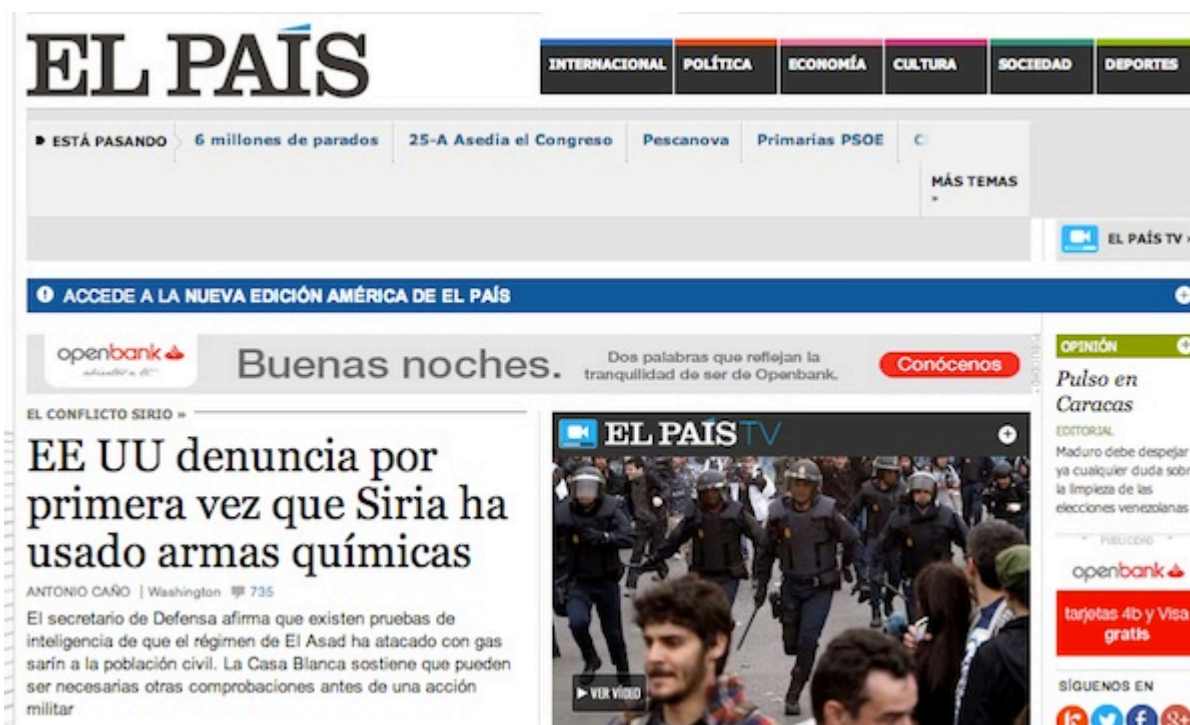 EL PAÍS
INTERNACIONAL POLÍTICA ECONOMÍA CULTURA SOCIEDAD DEPORTES
ESTÁ PASANDO 6 millones de parados 25-A Asedia el Congreso Pescanova Primarias PSOE C
MÁS TEMAS
»
EL PAÍS TV »
ACCEDE A LA NUEVA EDICIÓN AMÉRICA DE EL PAÍS
openbank
Buenas noches.
Dos palabras que reflejan la
tranquilidad de ser de Openbank.
Conócenos
EL CONFLICTO SIRIO »
EE UU denuncia por
primera vez que Siria ha
usado armas químicas
ANTONIO CAÑO | Washington 735
El secretario de Defensa afirma que existen pruebas de
inteligencia de que el régimen de El Asad ha atacado con gas
sarín a la población civil. La Casa Blanca sostiene que pueden
ser necesarias otras comprobaciones antes de una acción
militar
EL PAÍS TV
VER VÍDEO
OPINIÓN
Pulso en
Caracas
EDITORIAL
Maduro debe despejar
ya cualquier duda sobr
la limpieza de las
elecciones venezolanas
PUBLICIDAD
openbank
tarjetas 4b y Visa
gratis
SÍGUENOS EN